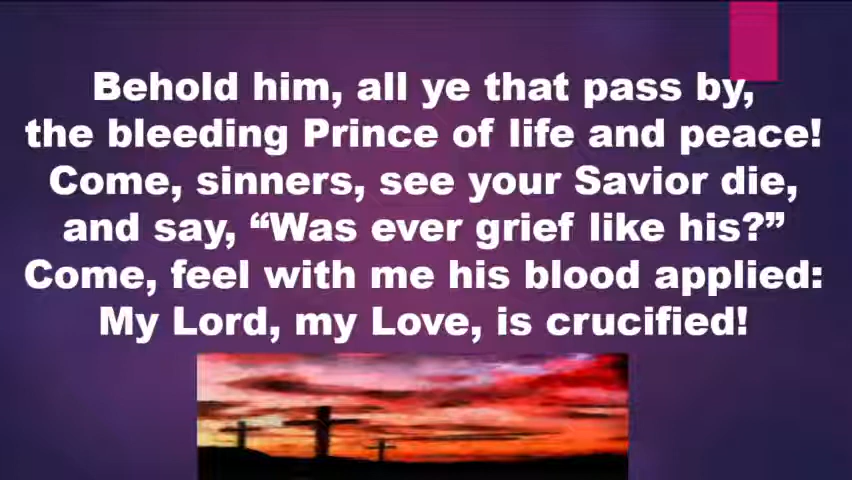 Behold him, all ye that pass by,
the bleeding Prince of life and peace!
Come, sinners, see your Savior die,
and say, “Was ever grief like his?”
Come, feel with me his blood applied:
My Lord, my Love, is crucified!